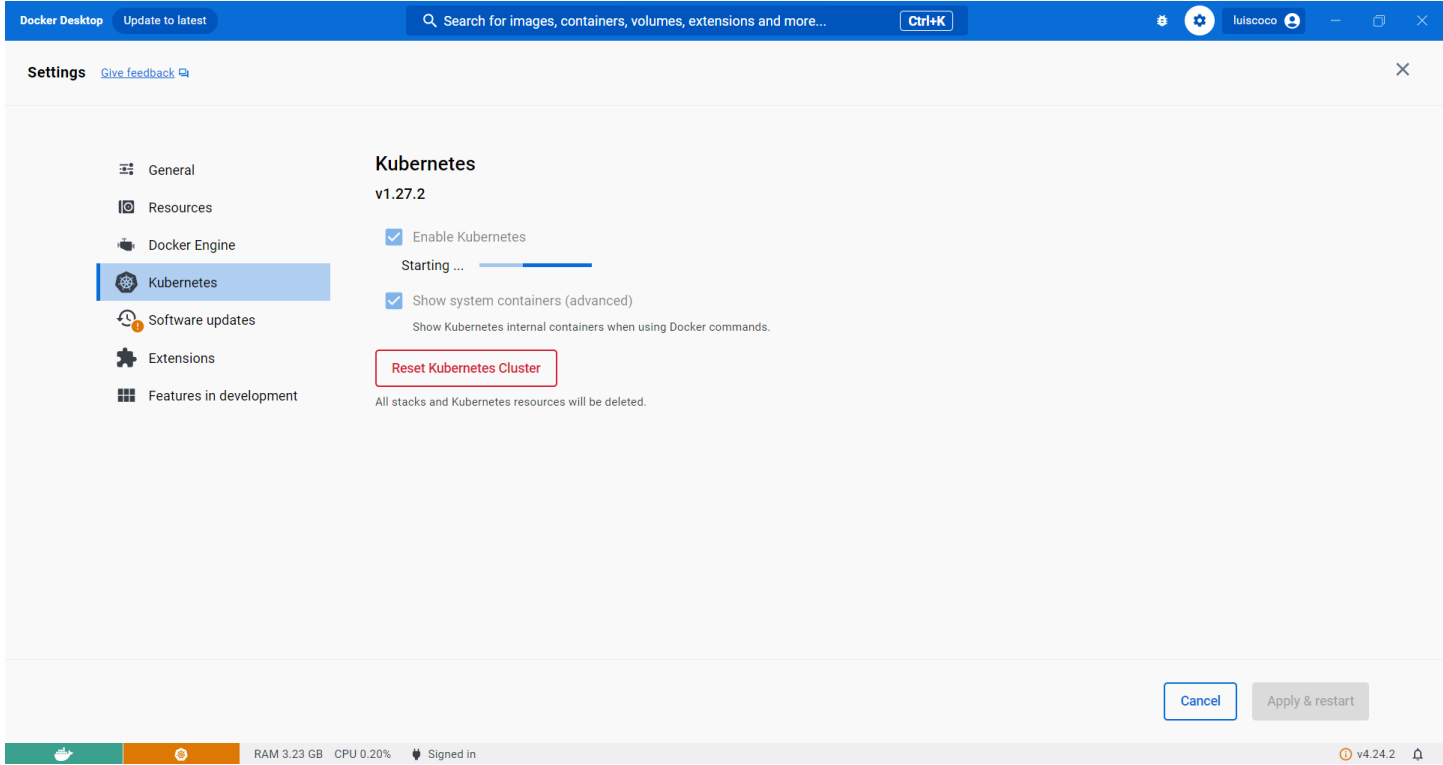 Docker Desktop Update to latest Search for images, containers, volumes, extensions and more... Ctrl+K luiscoco
Settings Give feedback
General
Resources
Docker Engine
Kubernetes
Software updates
Extensions
Features in development
Kubernetes
v1.27.2
Enable Kubernetes
Starting ...
Show system containers (advanced)
Show Kubernetes internal containers when using Docker commands.
Reset Kubernetes Cluster
All stacks and Kubernetes resources will be deleted.
Cancel Apply & restart
RAM 3.23 GB CPU 0.20% Signed in v4.24.2